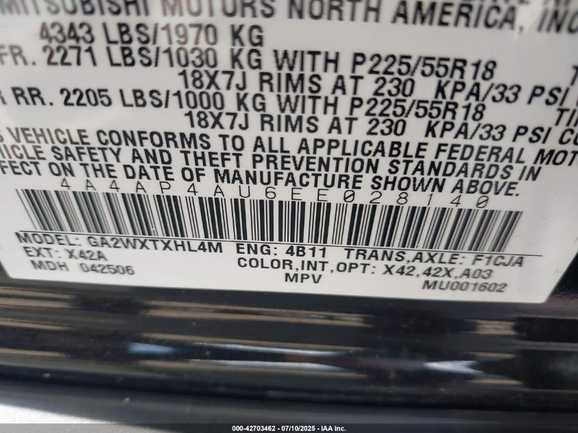 MITSUBISHI MOTORS NORTH AMERICA, INC
4343 LBS/1970 KG
FR. 2271 LBS/1030 KG WITH P225/55R18
18X7J RIMS AT 230 KPA/33 PSI
RR. 2205 LBS/1000 KG WITH P225/55R18
18X7J RIMS AT 230 KPA/33 PSI
VEHICLE CONFORMS TO ALL APPLICABLE FEDERAL
SAFETY AND THEFT PREVENTION STANDARDS IN
ON THE DATE OF MANUFACTURE SHOWN ABOVE.
4A4AP4AU6EE028140
MODEL: GA2WXTXHL4M ENG: 4B11 TRANS,AXLE: F1CJA
EXT: X42A COLOR,INT,OPT: X42,42X,A03
MDH 042506 MPV MU001602
000-42703462 - 07/10/2025 - IAA Inc.